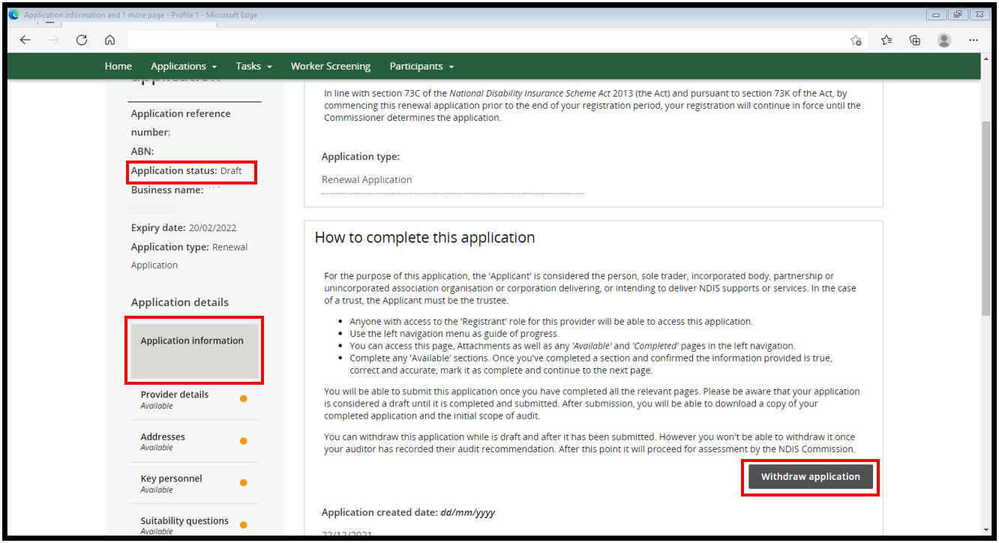 Application information and 1 more page - Profile 1 - Microsoft Edge
Home Applications Tasks Worker Screening Participants
application
Application reference
number:
ABN:
Application status: Draft
Business name:
Expiry date: 20/02/2022
Application type: Renewal
Application
Application details
Application information
Provider details
Available
Addresses
Available
Key personnel
Available
Suitability questions
Available
In line with section 73C of the National Disability Insurance Scheme Act 2013 (the Act) and pursuant to section 73K of the Act, by
commencing this renewal application prior to the end of your registration period, your registration will continue in force until the
Commissioner determines the application.
Application type:
Renewal Application
How to complete this application
For the purpose of this application, the 'Applicant' is considered the person, sole trader, incorporated body, partnership or
unincorporated association organisation or corporation delivering, or intending to deliver NDIS supports or services. In the case
of a trust, the Applicant must be the trustee.
• Anyone with access to the 'Registrant' role for this provider will be able to access this application.
• Use the left navigation menu as guide of progress.
• You can access this page, Attachments as well as any 'Available' and 'Completed' pages in the left navigation.
• Complete any 'Available' sections. Once you've completed a section and confirmed the information provided is true,
correct and accurate, mark it as complete and continue to the next page.
You will be able to submit this application once you have completed all the relevant pages. Please be aware that your application
is considered a draft until it is completed and submitted. After submission, you will be able to download a copy of your
completed application and the initial scope of audit.
You can withdraw this application while is draft and after it has been submitted. However you won't be able to withdraw it once
your auditor has recorded their audit recommendation. After this point it will proceed for assessment by the NDIS Commission.
Withdraw application
Application created date: dd/mm/yyyy
22/12/2021